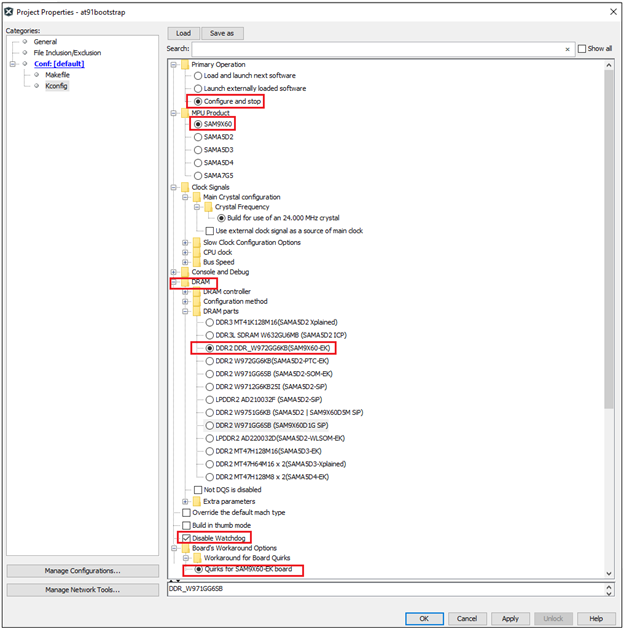 Project Properties - at91bootstrap
Categories:
General
File Inclusion/Exclusion
Conf: [default]
Makefile
Kconfig
Manage Configurations...
Manage Network Tools...
Load
Save as
Search:
Show all
Primary Operation
Load and launch next software
Launch externally loaded software
Configure and stop
MPU Product
SAM9X60
SAMA5D2
SAMA5D3
SAMA5D4
SAMA7G5
Clock Signals
Main Crystal configuration
Crystal Frequency
Build for use of an 24.000 MHz crystal
Use external clock signal as a source of main clock
Slow Clock Configuration Options
CPU clock
Bus Speed
Console and Debug
DRAM
DRAM controller
Configuration method
DRAM parts
DDR3 MT41K128M16(SAMA5D2 Xplained)
DDR3L SDRAM W632GU6MB (SAMA5D2 ICP)
DDR2 DDR_W972GG6KB(SAM9X60-EK)
DDR2 W972GG6KB(SAMA5D2-PTC-EK)
DDR2 W971GG6SB (SAMA5D2-SOM-EK)
DDR2 W9712G6KB25I (SAMA5D2-SiP)
LPDDR2 AD210032F (SAMA5D2-SiP)
DDR2 W9751G6KB (SAMA5D2 | SAM9X60D5M SiP)
DDR2 W971GG6SB (SAM9X60D1G SiP)
LPDDR2 AD220032D(SAMA5D2-WLSOM-EK)
DDR2 MT47H128M16(SAMA5D3-EK)
DDR2 MT47H64M16 x 2(SAMA5D3-Xplained)
DDR2 MT47H128M8 x 2(SAMA5D4-EK)
Not DQS is disabled
Extra parameters
Override the default mach type
Build in thumb mode
Disable Watchdog
Board's Workaround Options
Workaround for Board Quirks
Quirks for SAM9X60-EK board
DDR_W971GG6SB
OK
Cancel
Apply
Unlock
Help